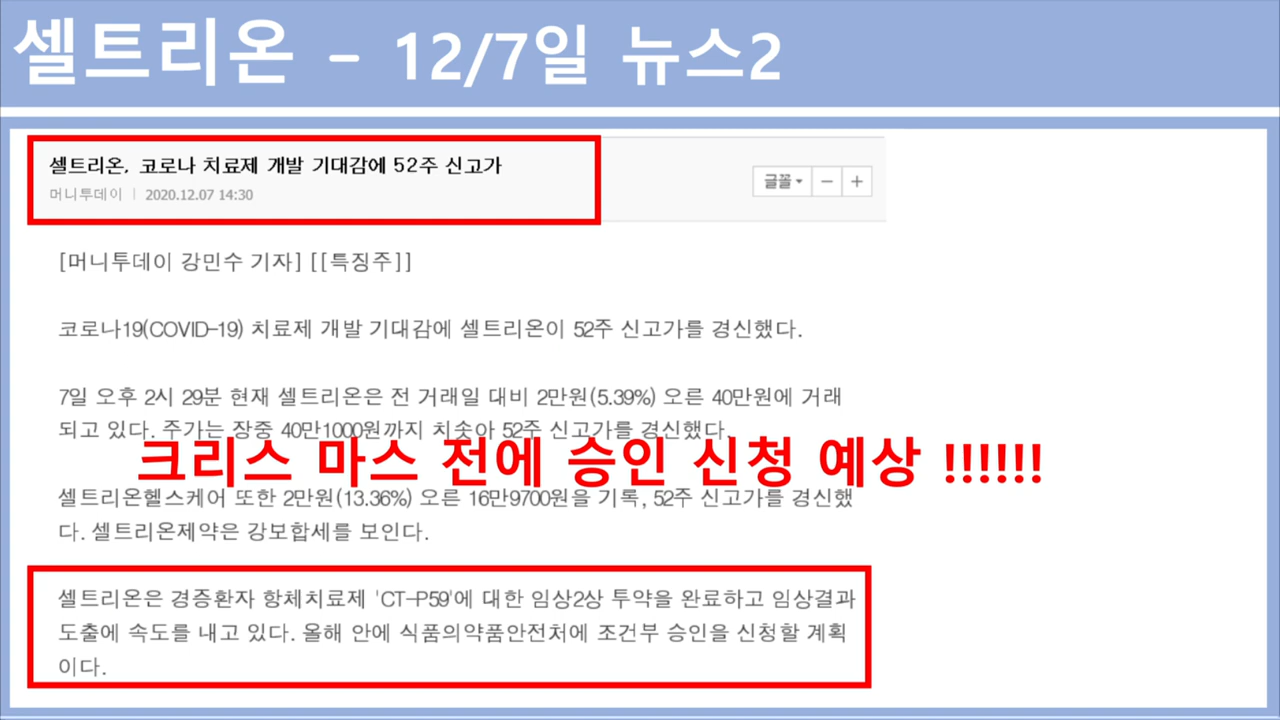 셀트리온 - 12/7일 뉴스2
셀트리온, 코로나 치료제 개발 기대감에 52주 신고가
머니투데이 | 2020.12.07 14:30
글꼴 - +
[머니투데이 강민수 기자] [[특징주]]
코로나19(COVID-19) 치료제 개발 기대감에 셀트리온이 52주 신고가를 경신했다.
7일 오후 2시 29분 현재 셀트리온은 전 거래일 대비 2만원(5.39%) 오른 40만원에 거래
되고 있다. 주가는 장중 40만1000원까지 치솟아 52주 신고가를 경신했다.
크리스 마스 전에 승인 신청 예상 !!!!!!
셀트리온헬스케어 또한 2만원(13.36%) 오른 16만9700원을 기록, 52주 신고가를 경신했
다. 셀트리온제약은 강보합세를 보인다.
셀트리온은 경증환자 항체치료제 'CT-P59'에 대한 임상2상 투약을 완료하고 임상결과
도출에 속도를 내고 있다. 올해 안에 식품의약품안전처에 조건부 승인을 신청할 계획
이다.